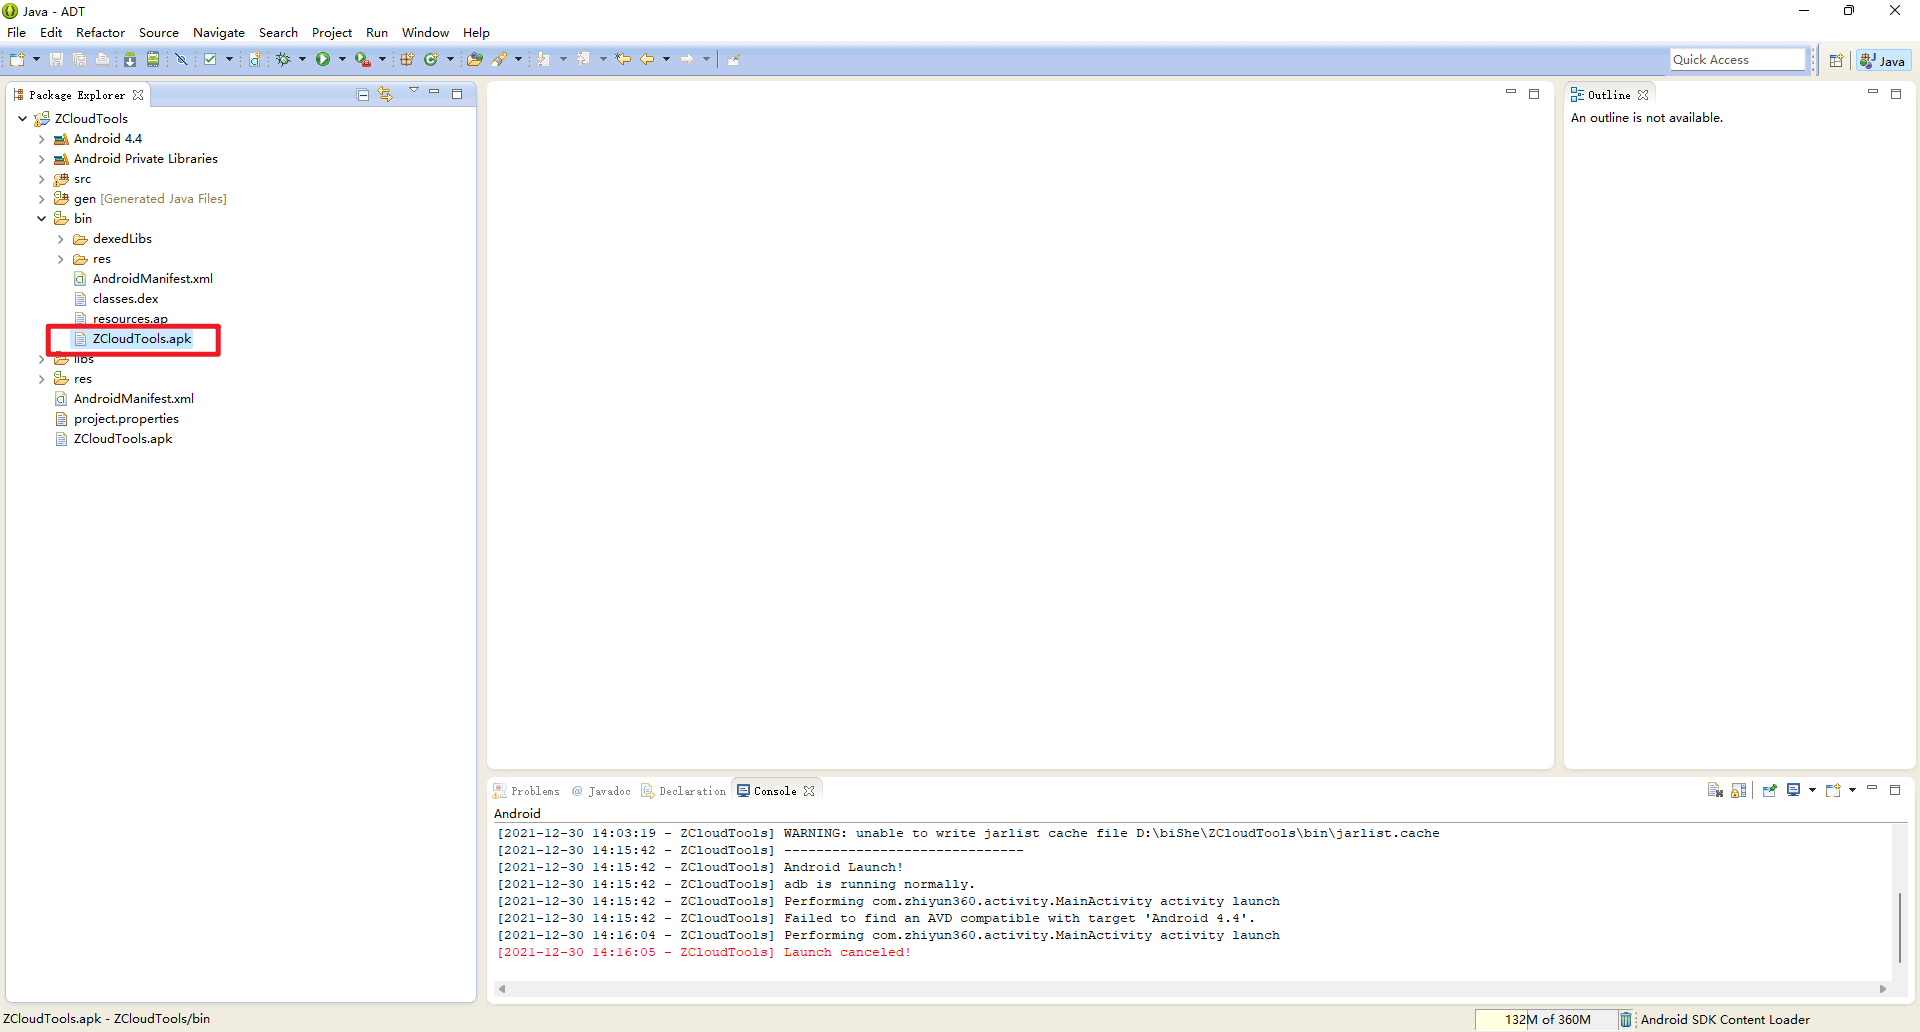 Java - ADT
File Edit Refactor Source Navigate Search Project Run Window Help
Quick Access
Java
Package Explorer
ZCloudTools
Android 4.4
Android Private Libraries
src
gen [Generated Java Files]
bin
dexedLibs
res
AndroidManifest.xml
classes.dex
resources.ap_
ZCloudTools.apk
libs
res
AndroidManifest.xml
project.properties
ZCloudTools.apk
Outline
An outline is not available.
Problems @ Javadoc Declaration Console
Android
[2021-12-30 14:03:19 - ZCloudTools] WARNING: unable to write jarlist cache file D:\biShe\ZCloudTools\bin\jarlist.cache
[2021-12-30 14:15:42 - ZCloudTools] ------------------------------
[2021-12-30 14:15:42 - ZCloudTools] Android Launch!
[2021-12-30 14:15:42 - ZCloudTools] adb is running normally.
[2021-12-30 14:15:42 - ZCloudTools] Performing com.zhiyun360.activity.MainActivity activity launch
[2021-12-30 14:15:42 - ZCloudTools] Failed to find an AVD compatible with target 'Android 4.4'.
[2021-12-30 14:16:04 - ZCloudTools] Performing com.zhiyun360.activity.MainActivity activity launch
[2021-12-30 14:16:05 - ZCloudTools] Launch canceled!
ZCloudTools.apk - ZCloudTools/bin
132M of 360M
Android SDK Content Loader